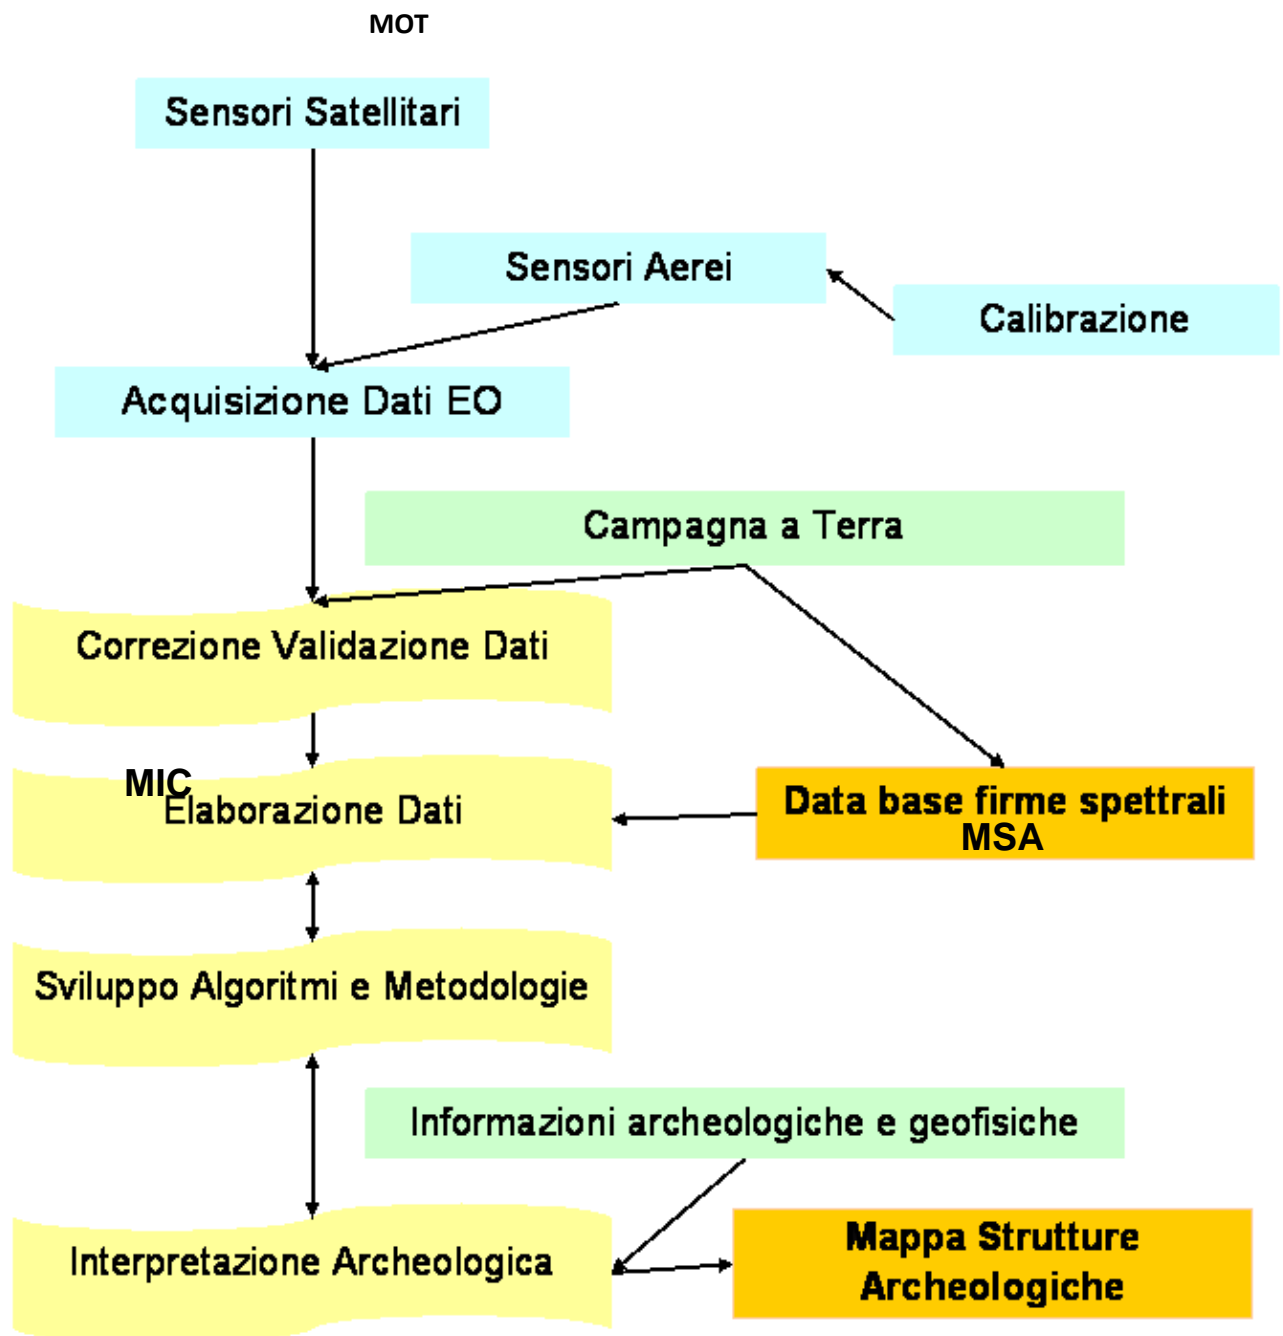 MOT
Sensori Satellitari
Sensori Aerei
Calibrazione
Acquisizione Dati EO
Campagna a Terra
Correzione Validazione Dati
MIC
Elaborazione Dati
Data base firme spettrali
MSA
Sviluppo Algoritmi e Metodologie
Informazioni archeologiche e geofisiche
Interpretazione Archeologica
Mappa Strutture
Archeologiche